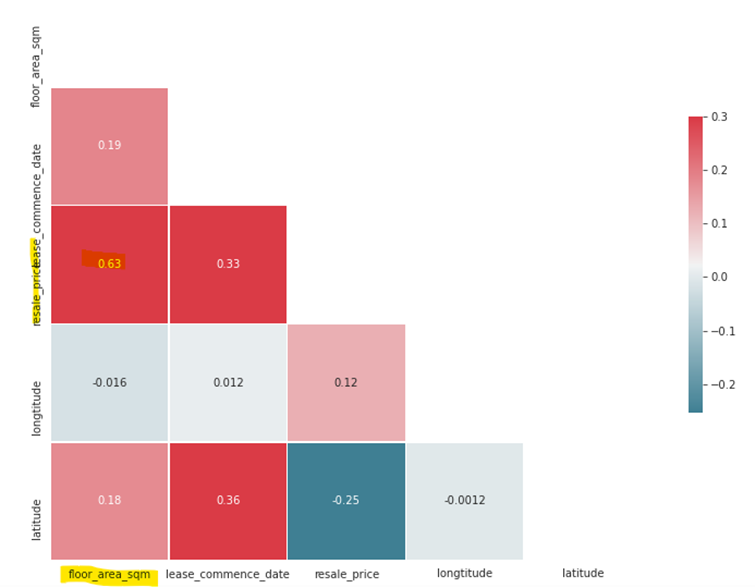 floor_area_sqm
lease_commence_date
resale_price
longtitude
latitude
0.19
0.63 0.33
-0.016 0.012 0.12
0.18 0.36 -0.25 -0.0012
floor_area_sqm lease_commence_date resale_price longtitude latitude
0.3
0.2
0.1
0.0
−0.1
−0.2